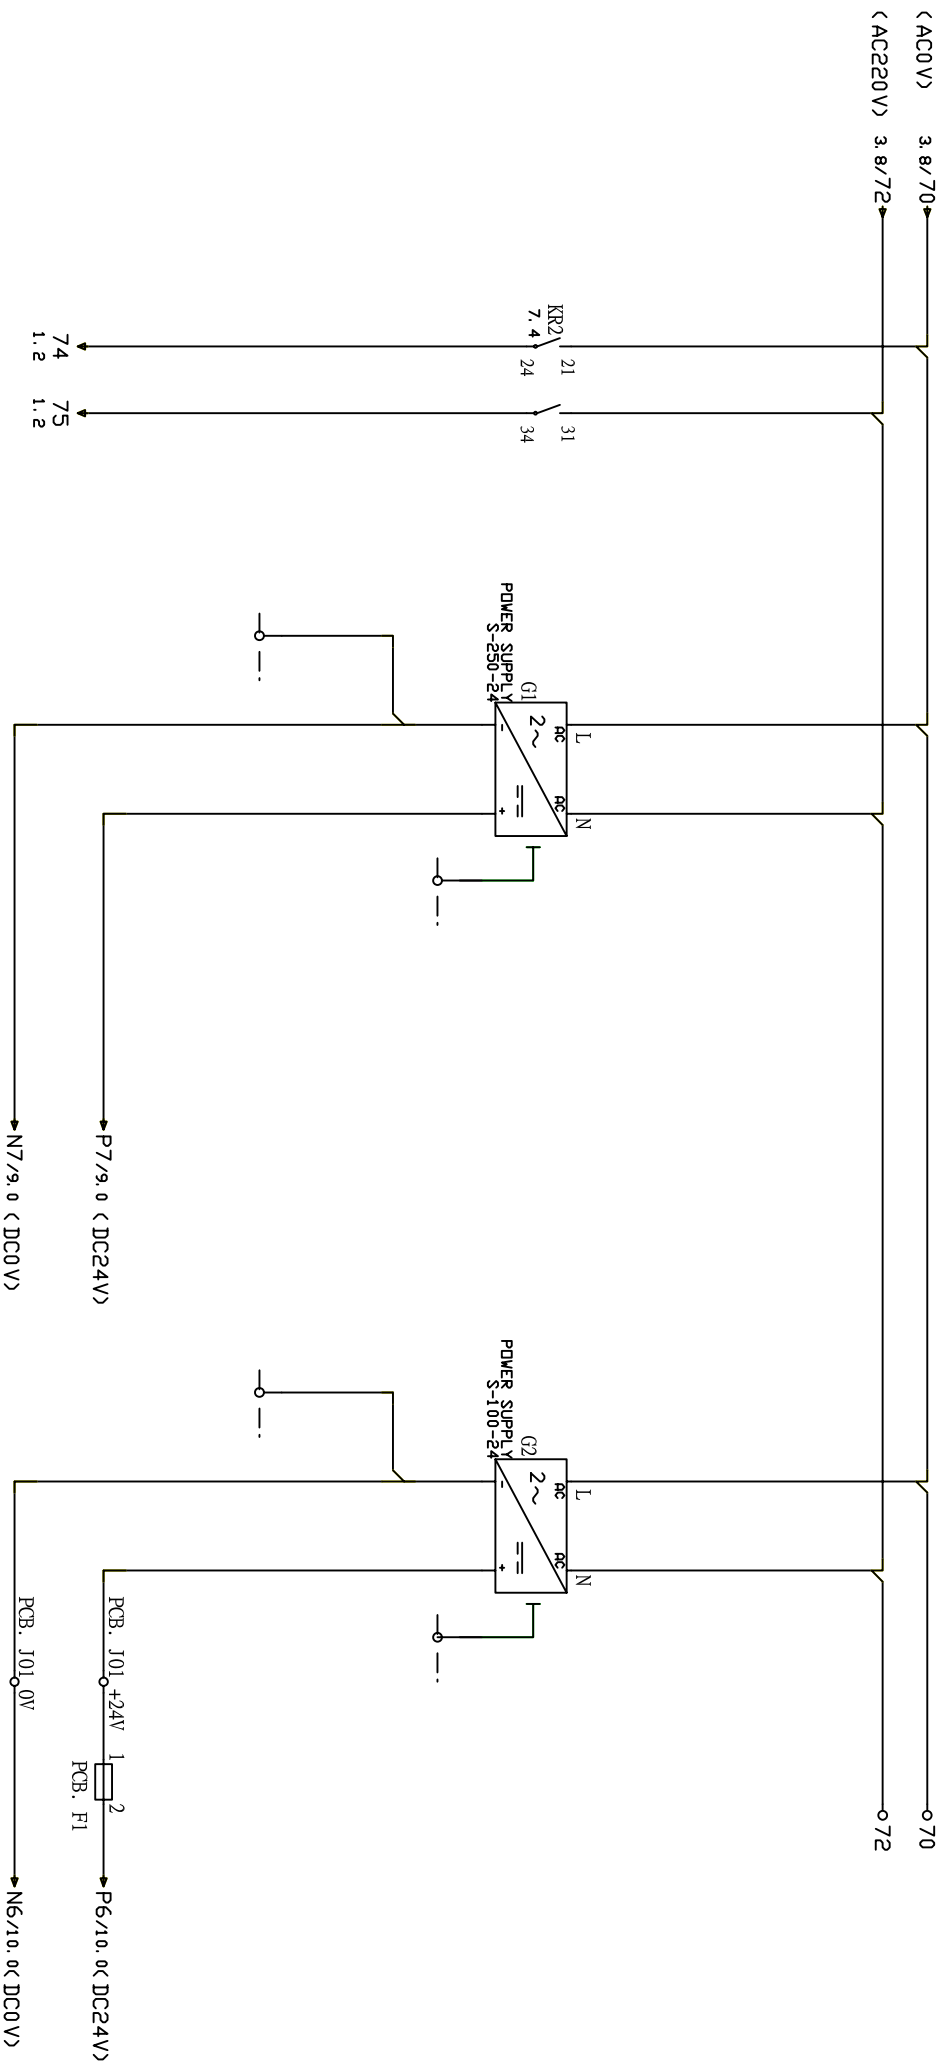 (AC0V) 3.8/70
(AC220V) 3.8/72
70
72
KR2
7.4
21
24
31
34
74
1.2
75
1.2
POWER SUPPLY
S-250-24
G1
L
N
AC
AC
2~
-
+
P7/9.0 (DC24V)
N7/9.0 (DC0V)
POWER SUPPLY
S-100-24
G2
L
N
AC
AC
2~
-
+
PCB. J01 +24V
1
2
PCB. F1
P6/10.0(DC24V)
PCB. J01 0V
N6/10.0(DC0V)